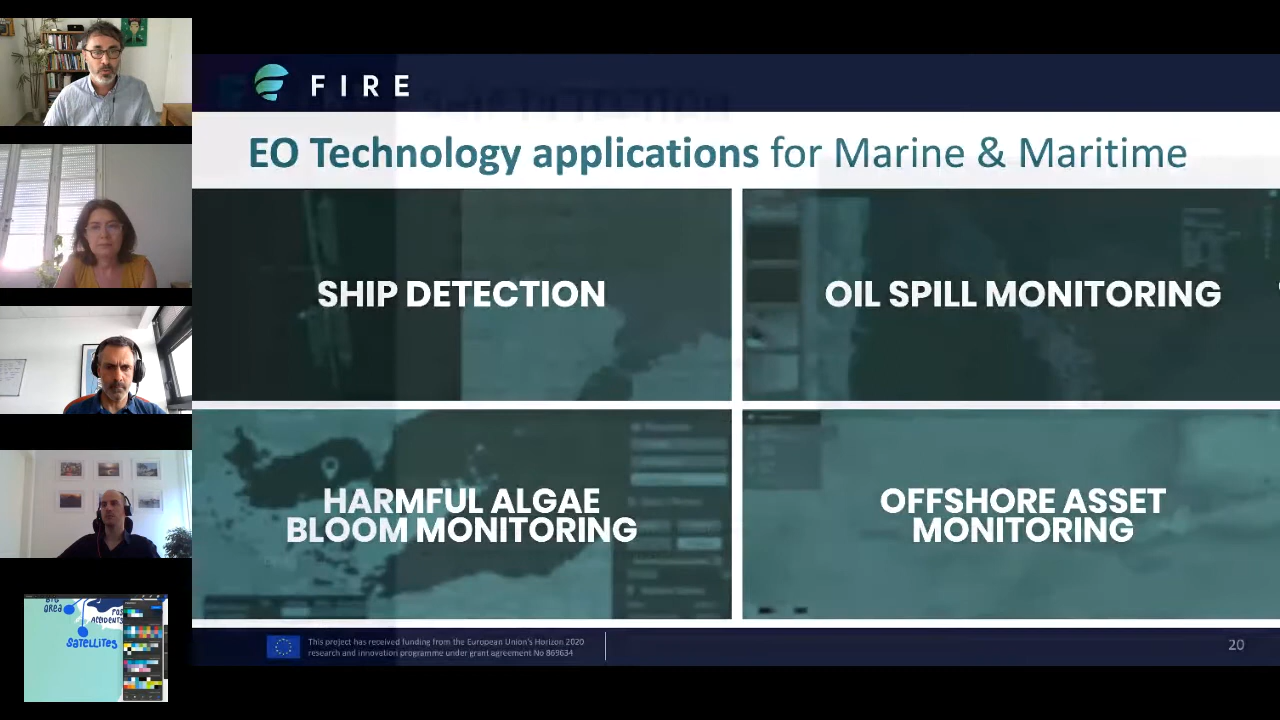 FIRE
EO Technology applications for Marine & Maritime
SHIP DETECTION
OIL SPILL MONITORING
HARMFUL ALGAE
BLOOM MONITORING
OFFSHORE ASSET
MONITORING
This project has received funding from the European Union's Horizon 2020
research and innovation programme under grant agreement No 869634
20
AREA
ACCIDENTS
SATELLITES